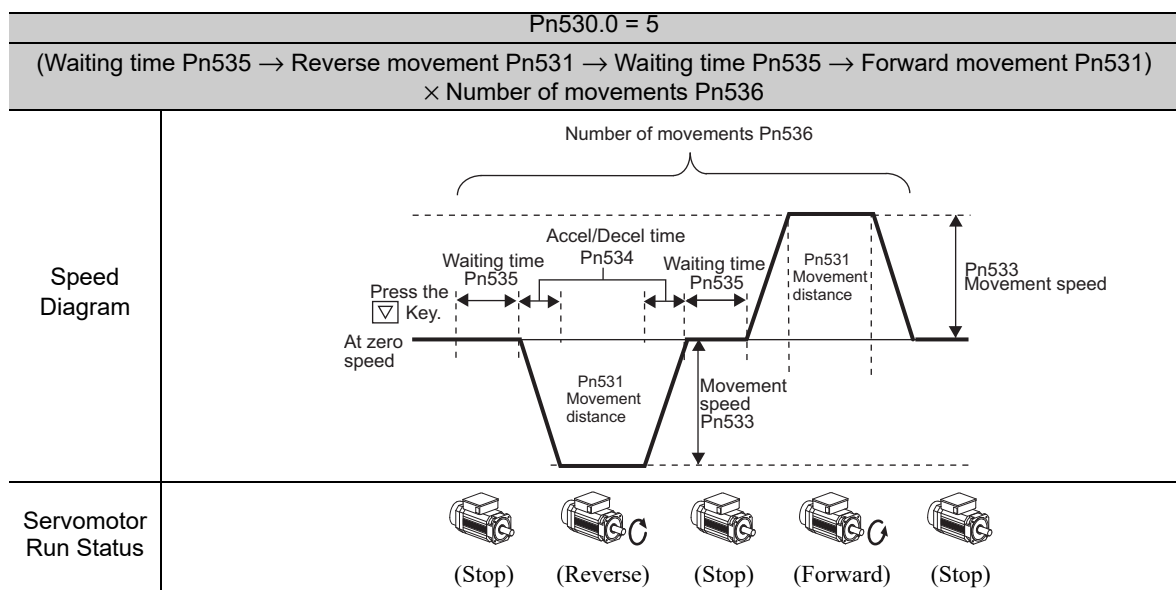 Pn530.0 = 5
(Waiting time Pn535 → Reverse movement Pn531 → Waiting time Pn535 → Forward movement Pn531)
× Number of movements Pn536
Speed
Diagram
Number of movements Pn536
Accel/Decel time
Pn534
Waiting time
Pn535
Waiting time
Pn535
Press the
▽ Key.
At zero
speed
Pn531
Movement
distance
Pn533
Movement speed
Pn531
Movement
distance
Movement
speed
Pn533
Servomotor
Run Status
(Stop) (Reverse) (Stop) (Forward) (Stop)